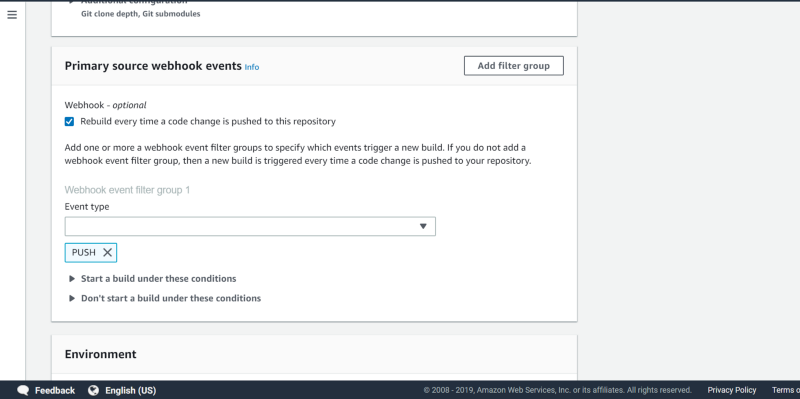 Additional configuration
Git clone depth, Git submodules
Primary source webhook events Info
Add filter group
Webhook - optional
Rebuild every time a code change is pushed to this repository
Add one or more a webhook event filter groups to specify which events trigger a new build. If you do not add a
webhook event filter group, then a new build is triggered every time a code change is pushed to your repository.
Webhook event filter group 1
Event type
PUSH
Start a build under these conditions
Don't start a build under these conditions
Environment
Feedback English (US) © 2008 - 2019, Amazon Web Services, Inc. or its affiliates. All rights reserved. Privacy Policy Terms o